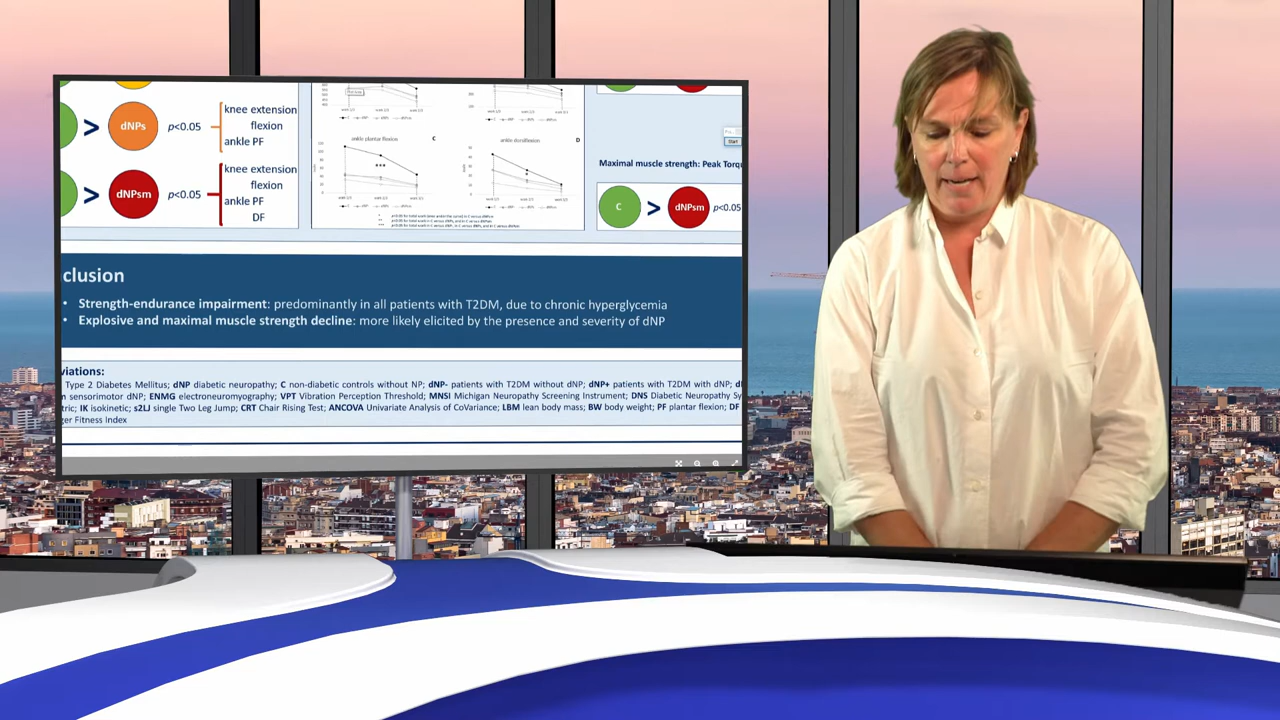 dNPs
p<0.05
knee extension
flexion
ankle PF
dNPsm
p<0.05
knee extension
flexion
ankle PF
DF
ankle plantar flexion
C
ankle dorsiflexion
D
Start
Maximal muscle strength: Peak Torqu
C > dNPsm p<0.05
clusion
• Strength-endurance impairment: predominantly in all patients with T2DM, due to chronic hyperglycemia
• Explosive and maximal muscle strength decline: more likely elicited by the presence and severity of dNP
viations:
Type 2 Diabetes Mellitus; dNP diabetic neuropathy; C non-diabetic controls without NP; dNP- patients with T2DM without dNP; dNP+ patients with T2DM with dNP;
sensorimotor dNP; ENMG electroneuromyography; VPT Vibration Perception Threshold; MNSI Michigan Neuropathy Screening Instrument; DNS Diabetic Neuropathy Sy
tric; IK isokinetic; s2LJ single Two Leg Jump; CRT Chair Rising Test; ANCOVA Univariate Analysis of CoVariance; LBM lean body mass; BW body weight; PF plantar flexion; DF
ger Fitness Index